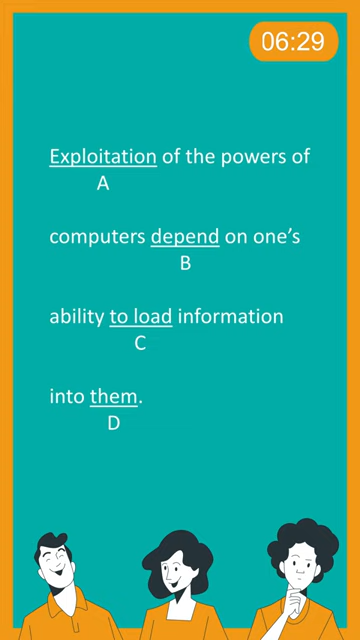 06:29
Exploitation of the powers of
A
computers depend on one's
B
ability to load information
C
into them.
D